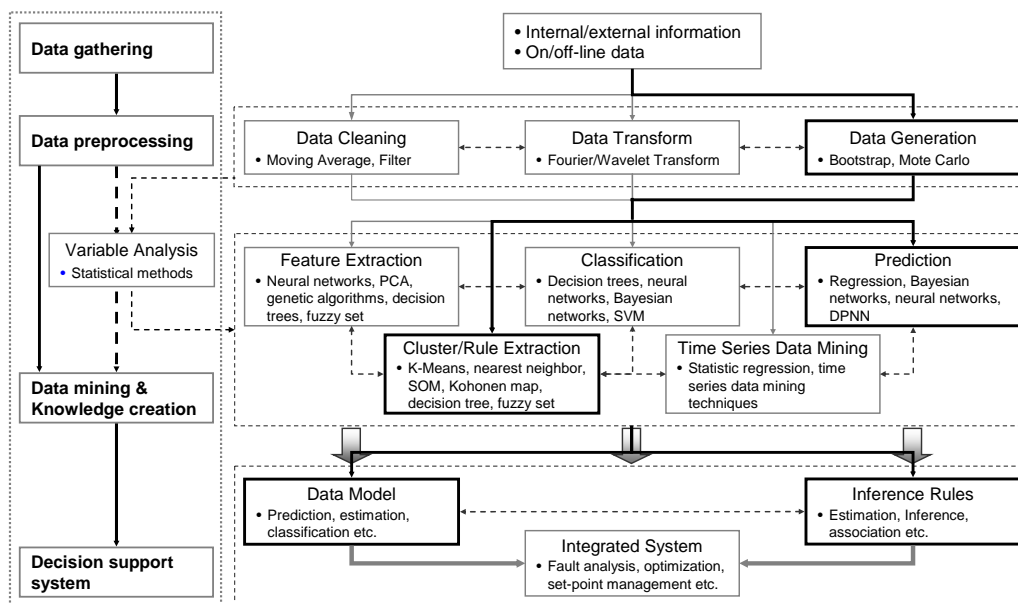 Data gathering
Data preprocessing
Variable Analysis
• Statistical methods
Data mining &
Knowledge creation
Decision support
system
• Internal/external information
• On/off-line data
Data Cleaning
• Moving Average, Filter
Data Transform
• Fourier/Wavelet Transform
Data Generation
• Bootstrap, Mote Carlo
Feature Extraction
• Neural networks, PCA,
genetic algorithms, decision
trees, fuzzy set
Classification
• Decision trees, neural
networks, Bayesian
networks, SVM
Prediction
• Regression, Bayesian
networks, neural networks,
DPNN
Cluster/Rule Extraction
• K-Means, nearest neighbor,
SOM, Kohonen map,
decision tree, fuzzy set
Time Series Data Mining
• Statistic regression, time
series data mining
techniques
Data Model
• Prediction, estimation,
classification etc.
Inference Rules
• Estimation, Inference,
association etc.
Integrated System
• Fault analysis, optimization,
set-point management etc.